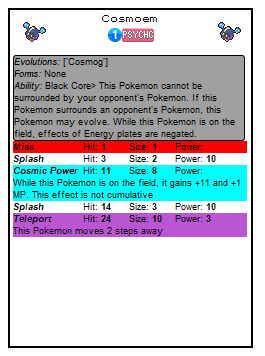 Cosmoem
1 PSYCHC
Evolutions: ['Cosmog']
Forms: None
Ability: Black Core> This Pokemon cannot be
surrounded by your opponent's Pokemon. If this
Pokemon surrounds an opponent's Pokemon, this
Pokemon may evolve. While this Pokemon is on the
field, effects of Energy plates are negated.
Miss Hit: 1 Size: 1 Power:
Splash Hit: 3 Size: 2 Power: 10
Cosmic Power Hit: 11 Size: 8 Power:
While this Pokemon is on the field, it gains +11 and +1
MP. This effect is not cumulative
Splash Hit: 14 Size: 3 Power: 10
Teleport Hit: 24 Size: 10 Power: 3
This Pokemon moves 2 steps away